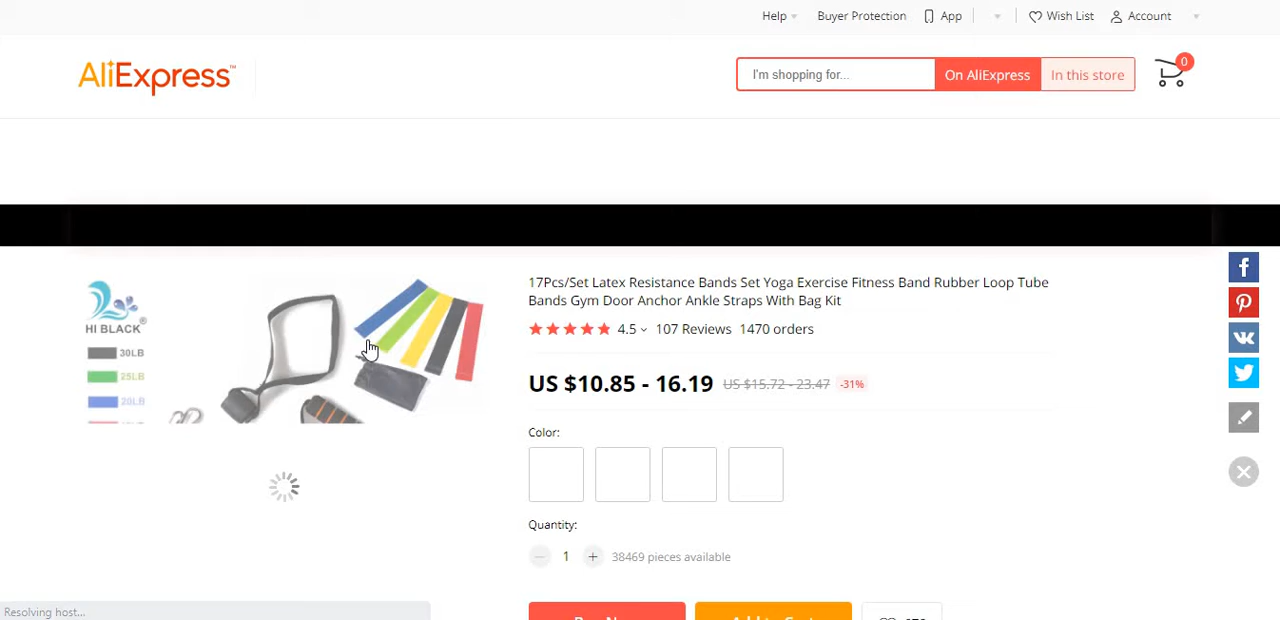 Help
Buyer Protection
App
Wish List
Account
AliExpress™
I'm shopping for...
On AliExpress
In this store
0
17Pcs/Set Latex Resistance Bands Set Yoga Exercise Fitness Band Rubber Loop Tube
Bands Gym Door Anchor Ankle Straps With Bag Kit
4.5
107 Reviews
1470 orders
HI BLACK®
30LB
25LB
20LB
US $10.85 - 16.19
US $15.72 - 23.47
-31%
Color:
Quantity:
1
38469 pieces available
Resolving host...